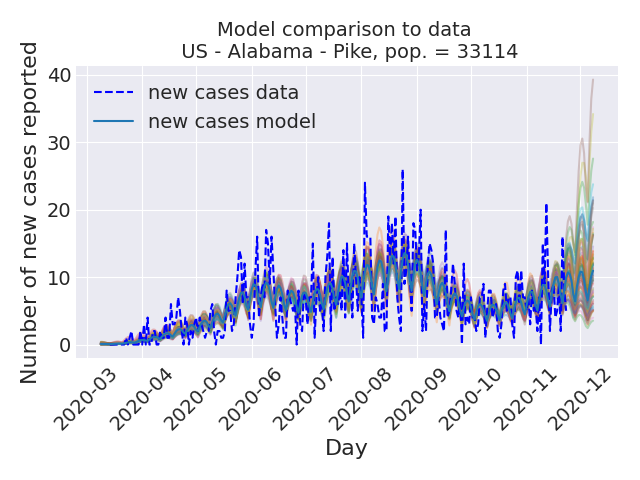 Model comparison to data
US - Alabama - Pike, pop. = 33114
Number of new cases reported
40
30
20
10
0
new cases data
new cases model
2020-03
2020-04
2020-05
2020-06
2020-07
2020-08
2020-09
2020-10
2020-11
2020-12
Day